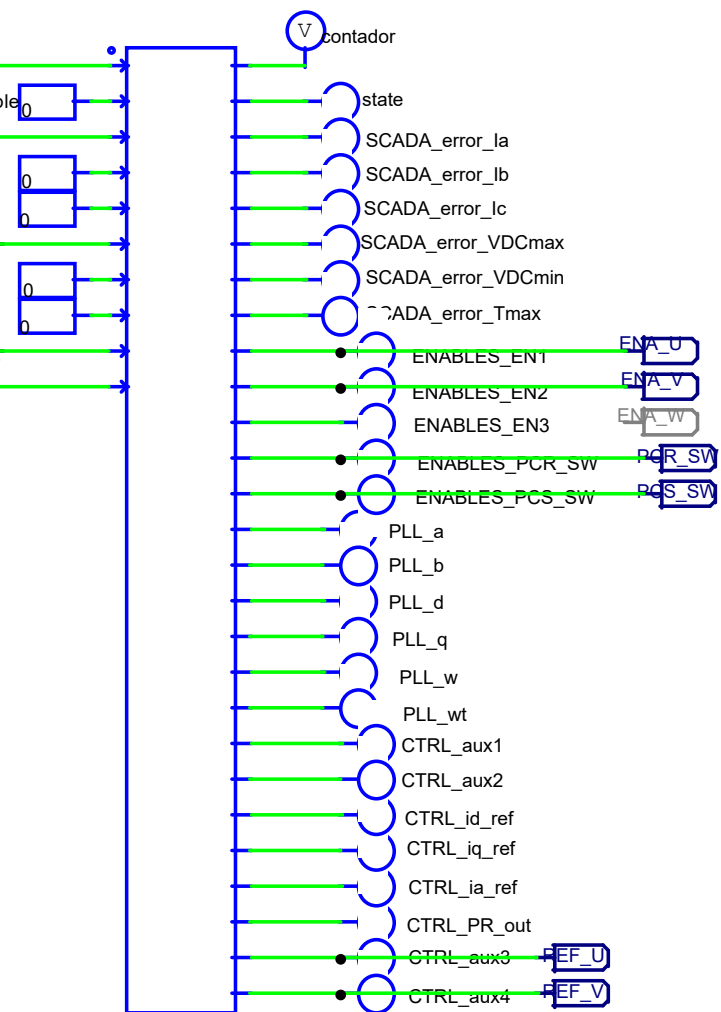 V
contador
ble
0
state
SCADA_error_Ia
0
SCADA_error_Ib
0
SCADA_error_Ic
SCADA_error_VDCmax
0
SCADA_error_VDCmin
0
SCADA_error_Tmax
ENABLES_EN1
ENA_U
ENABLES_EN2
ENA_V
ENABLES_EN3
ENA_W
ENABLES_PCR_SW
PCR_SW
ENABLES_PCS_SW
PCS_SW
PLL_a
PLL_b
PLL_d
PLL_q
PLL_w
PLL_wt
CTRL_aux1
CTRL_aux2
CTRL_id_ref
CTRL_iq_ref
CTRL_ia_ref
CTRL_PR_out
CTRL_aux3
REF_U
CTRL_aux4
REF_V